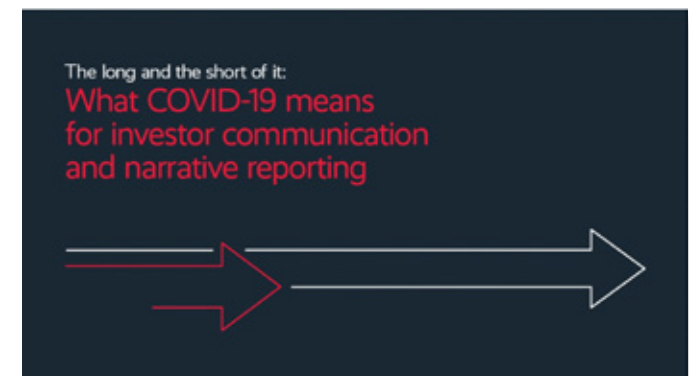 The long and the short of it:
What COVID-19 means
for investor communication
and narrative reporting